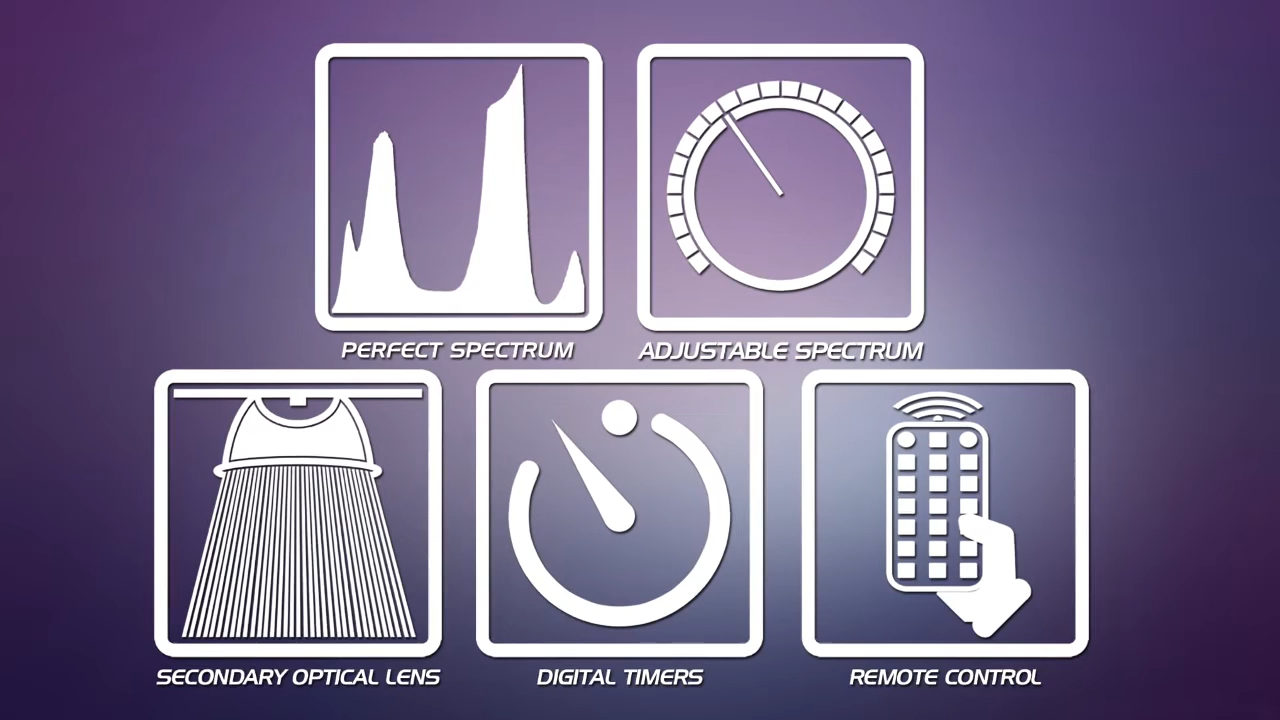 PERFECT SPECTRUM
ADJUSTABLE SPECTRUM
SECONDARY OPTICAL LENS
DIGITAL TIMERS
REMOTE CONTROL